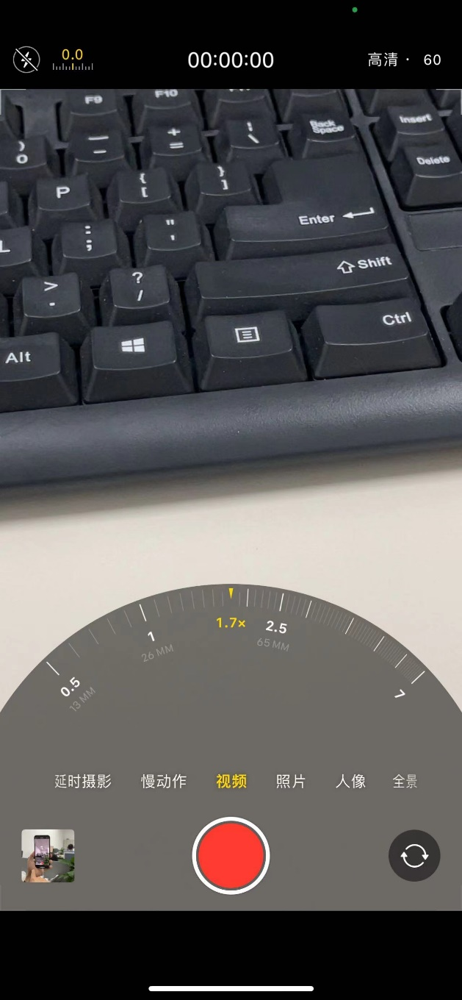 0.0
00:00:00
高清 · 60
F9
F10
Back
Space
Insert
)
0
—
-
+
=
|
\
Delete
P
{
[
}
]
Enter
L
:
;
"
'
Shift
>
.
?
/
Ctrl
Alt
1.7×
1
26 MM
2.5
65 MM
0.5
13 MM
7
延时摄影
慢动作
视频
照片
人像
全景